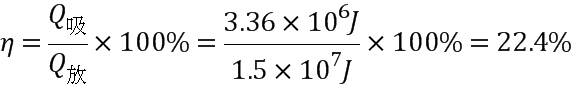 η = Q吸/Q放 × 100% = 3.36 × 10⁶J / 1.5 × 10⁷J × 100% = 22.4%